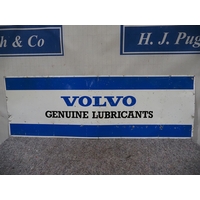 h & Co
H. J. Pug
VOLVO
GENUINE LUBRICANTS